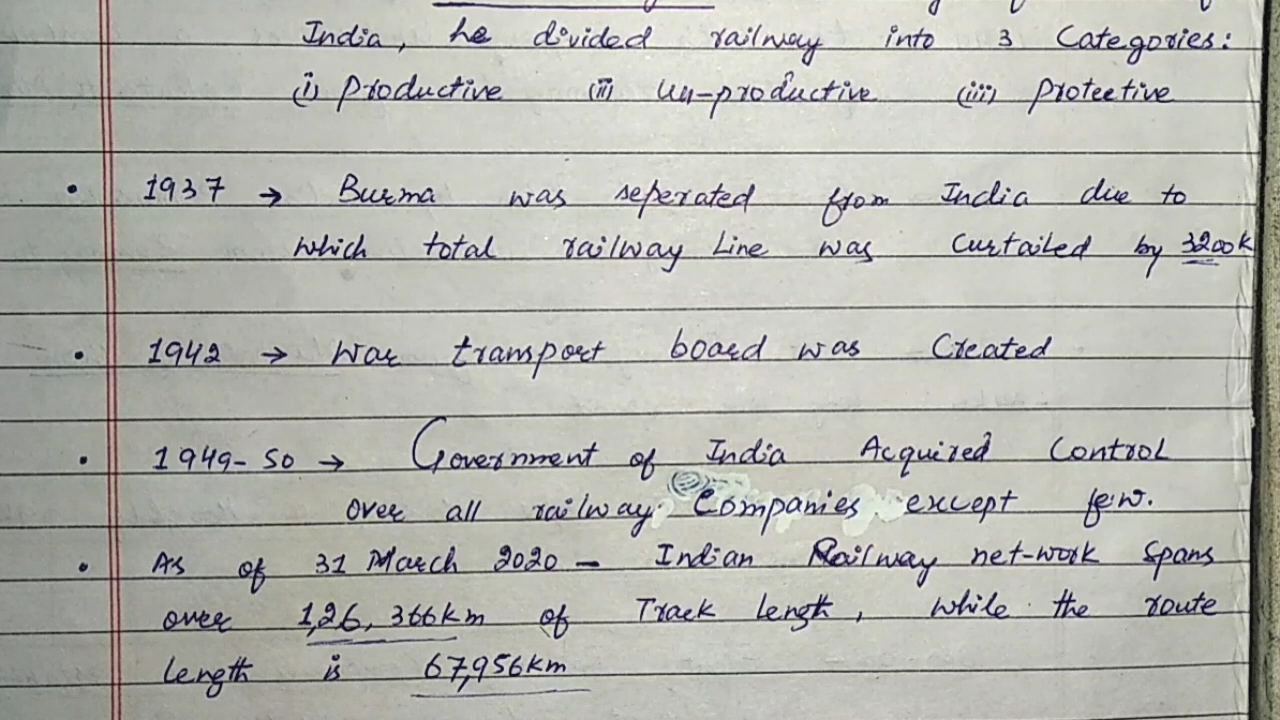 India, he divided railway into 3 Categories:
(i) Productive (ii) Un-productive (iii) Protective
• 1937 → Burma was seperated from India due to
which total railway Line was Curtailed by 3200k
• 1942 → War transport board was Created
• 1949-50 → Government of India Acquired Control
over all railway Companies except few.
• As of 31 March 2020 - Indian Railway net-work Spans
over 1,26,366km of Track length, while the route
length is 67,956km